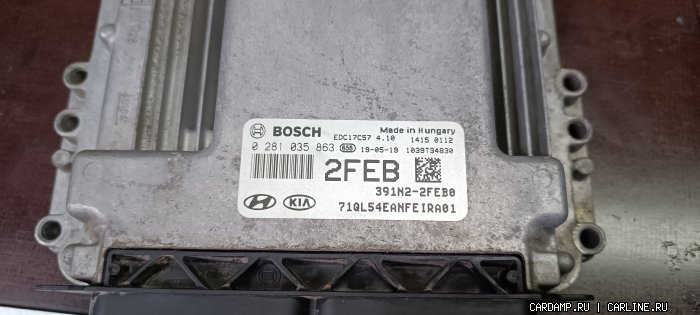 BOSCH
EDC17C57 4.10
Made in Hungary
1415 0112
0 281 035 863 656 19-05-19 1039T34830
2FEB
391N2-2FEB0
KIA
71QL54EANFEIRA01
CARDAMP.RU | CARLINE.RU